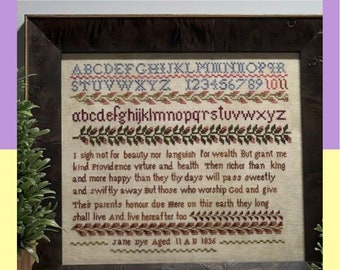 ABCDEFGHIJKLMNOPQR
STUVWXYZ 123456789 1011
abcdefghijklmnopqrstuvwxyz
I sigh not for beauty nor languish for wealth But grant me
kind Providence virtue and health Then richer than king
and more happy than they thy days will pass sweetly
and swiftly away But those who worship God and give
Their parents honour due Here on this earth they long
shall live And live hereafter too
Jane Dye Aged 11 A D 1836